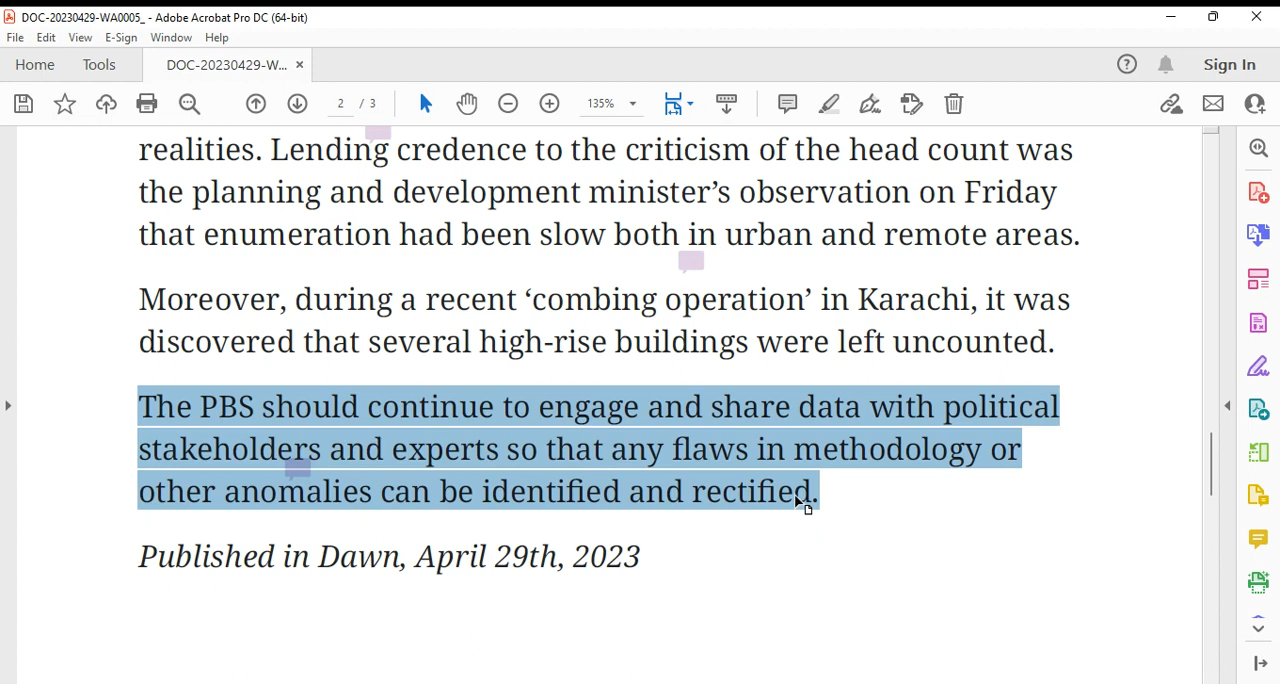 DOC-20230429-WA0005_ - Adobe Acrobat Pro DC (64-bit)
File Edit View E-Sign Window Help
Home Tools DOC-20230429-W... × Sign In
2 / 3 135%
realities. Lending credence to the criticism of the head count was
the planning and development minister’s observation on Friday
that enumeration had been slow both in urban and remote areas.
Moreover, during a recent ‘combing operation’ in Karachi, it was
discovered that several high-rise buildings were left uncounted.
The PBS should continue to engage and share data with political
stakeholders and experts so that any flaws in methodology or
other anomalies can be identified and rectified.
Published in Dawn, April 29th, 2023